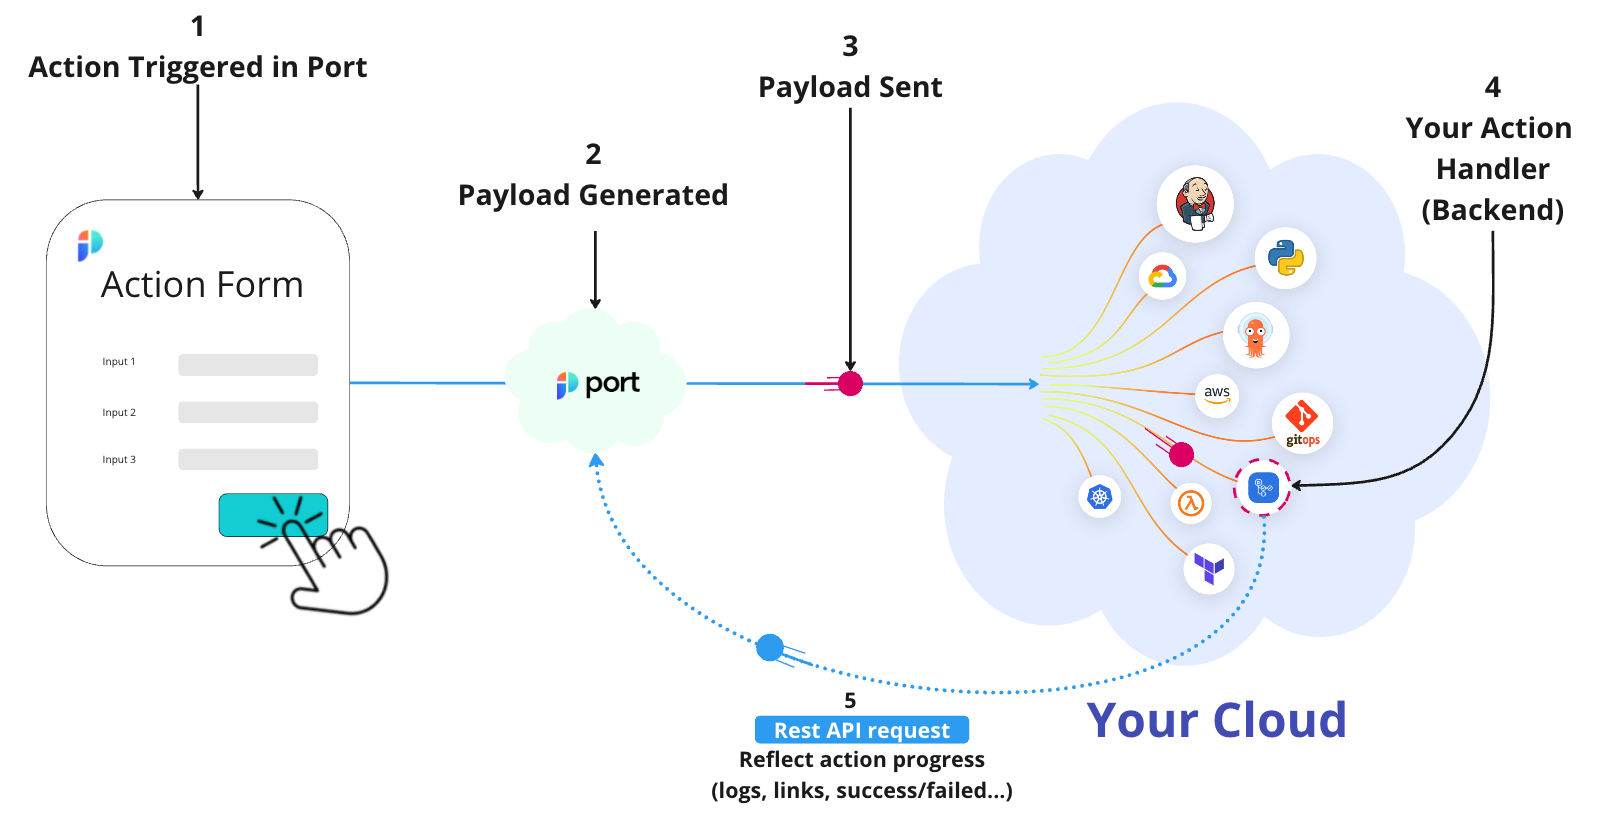 1
Action Triggered in Port
2
Payload Generated
3
Payload Sent
4
Your Action
Handler
(Backend)
Action Form
Input 1
Input 2
Input 3
port
aws
gitops
5
Rest API request
Reflect action progress
(logs, links, success/failed...)
Your Cloud